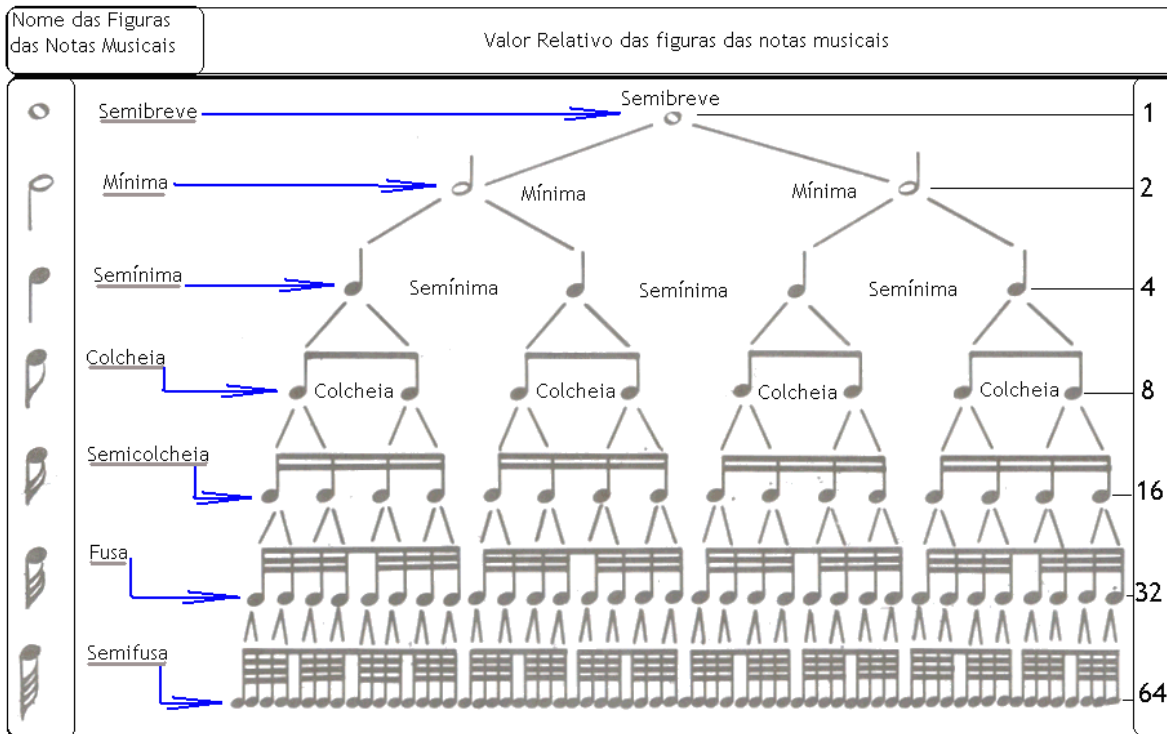 Nome das Figuras
das Notas Musicais
Valor Relativo das figuras das notas musicais
Semibreve
Semibreve
1
Mínima
Mínima
Mínima
2
Semínima
Semínima
Semínima
Semínima
4
Colcheia
Colcheia
Colcheia
Colcheia
Colcheia
8
Semicolcheia
16
Fusa
32
Semifusa
64